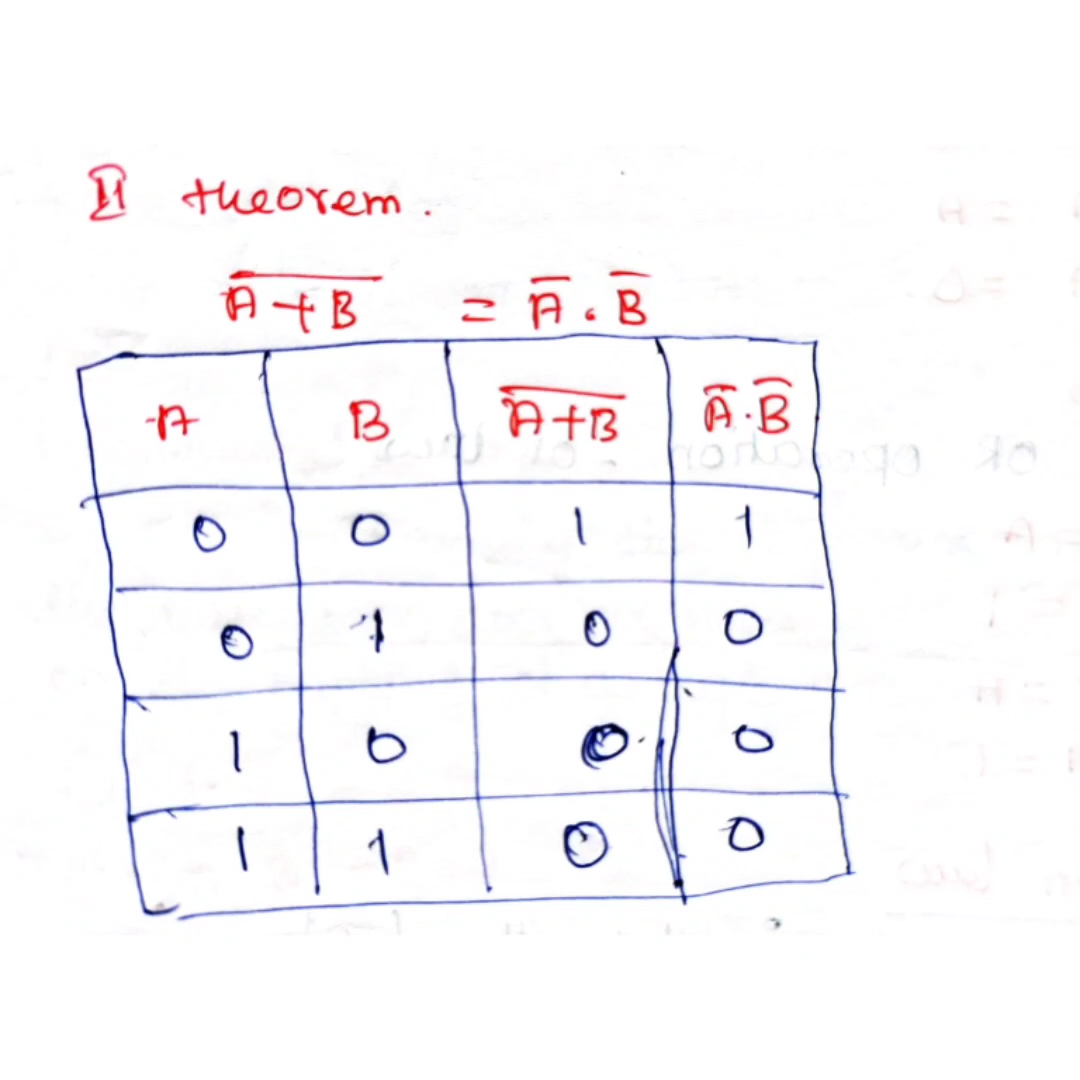 II theorem.
A̅ ̅+̅ ̅B̅ = A̅ . B̅
A B A̅+̅B̅ A̅.B̅
0 0 1 1
0 1 0 0
1 0 0 0
1 1 0 0